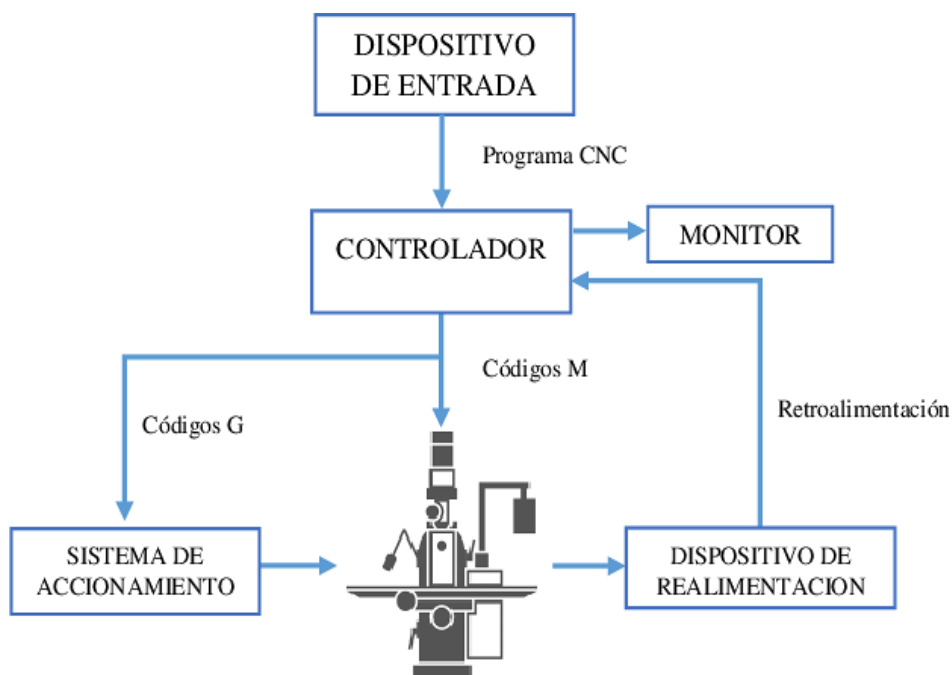 DISPOSITIVO
DE ENTRADA
Programa CNC
CONTROLADOR
MONITOR
Códigos M
Retroalimentación
Códigos G
SISTEMA DE
ACCIONAMIENTO
DISPOSITIVO DE
REALIMENTACION